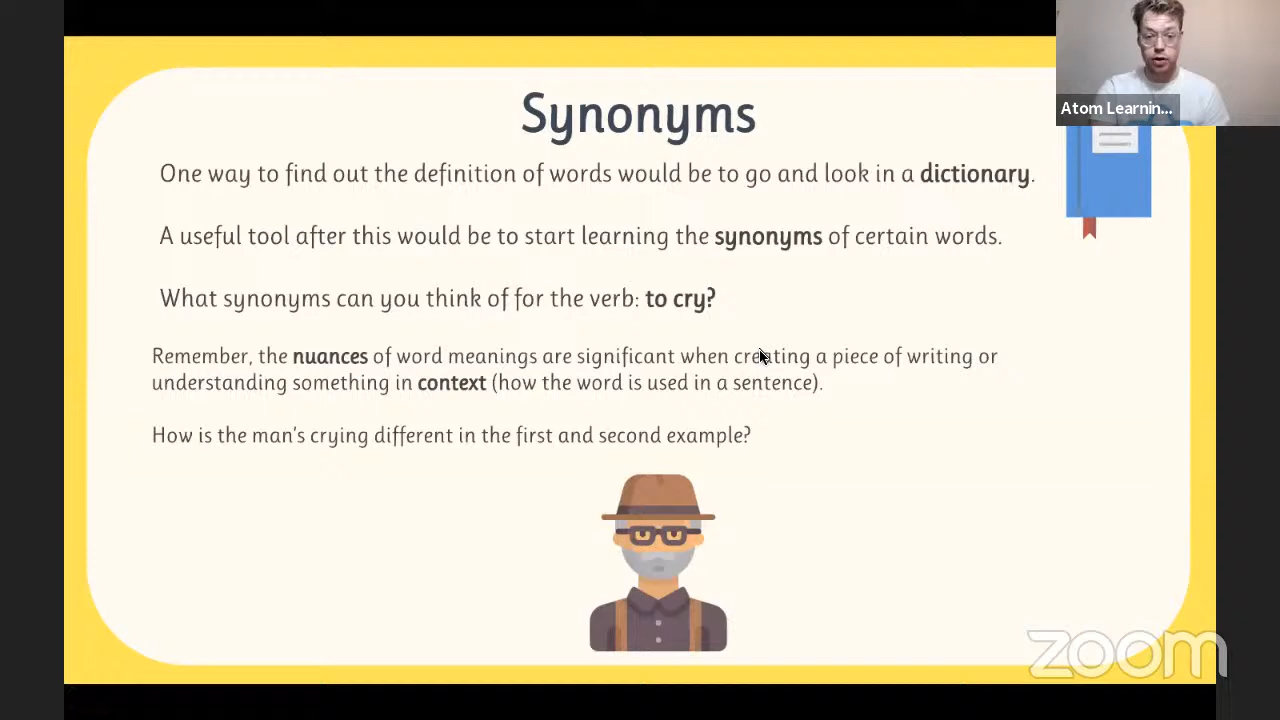 Synonyms
One way to find out the definition of words would be to go and look in a dictionary.
A useful tool after this would be to start learning the synonyms of certain words.
What synonyms can you think of for the verb: to cry?
Remember, the nuances of word meanings are significant when creating a piece of writing or
understanding something in context (how the word is used in a sentence).
How is the man's crying different in the first and second example?
Atom Learnin...
zoom